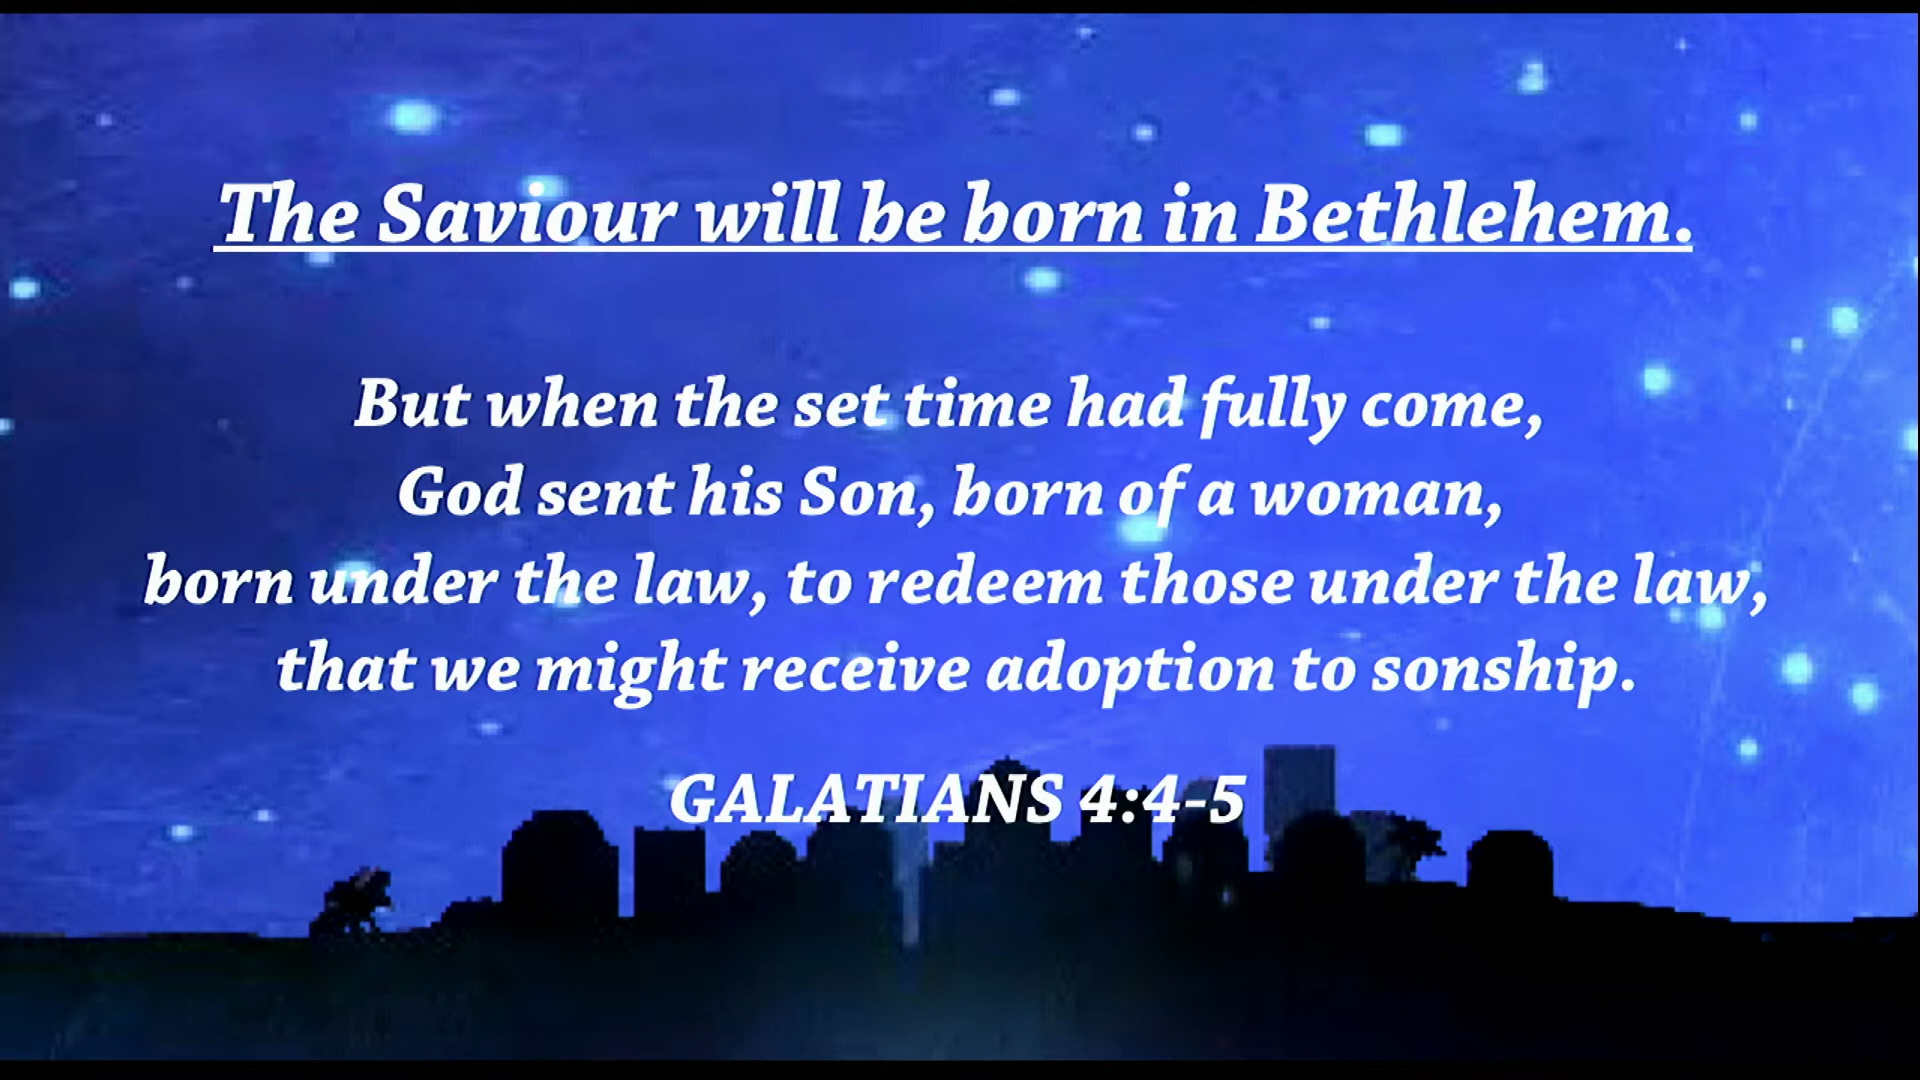 The Saviour will be born in Bethlehem.
But when the set time had fully come,
God sent his Son, born of a woman,
born under the law, to redeem those under the law,
that we might receive adoption to sonship.
GALATIANS 4:4-5